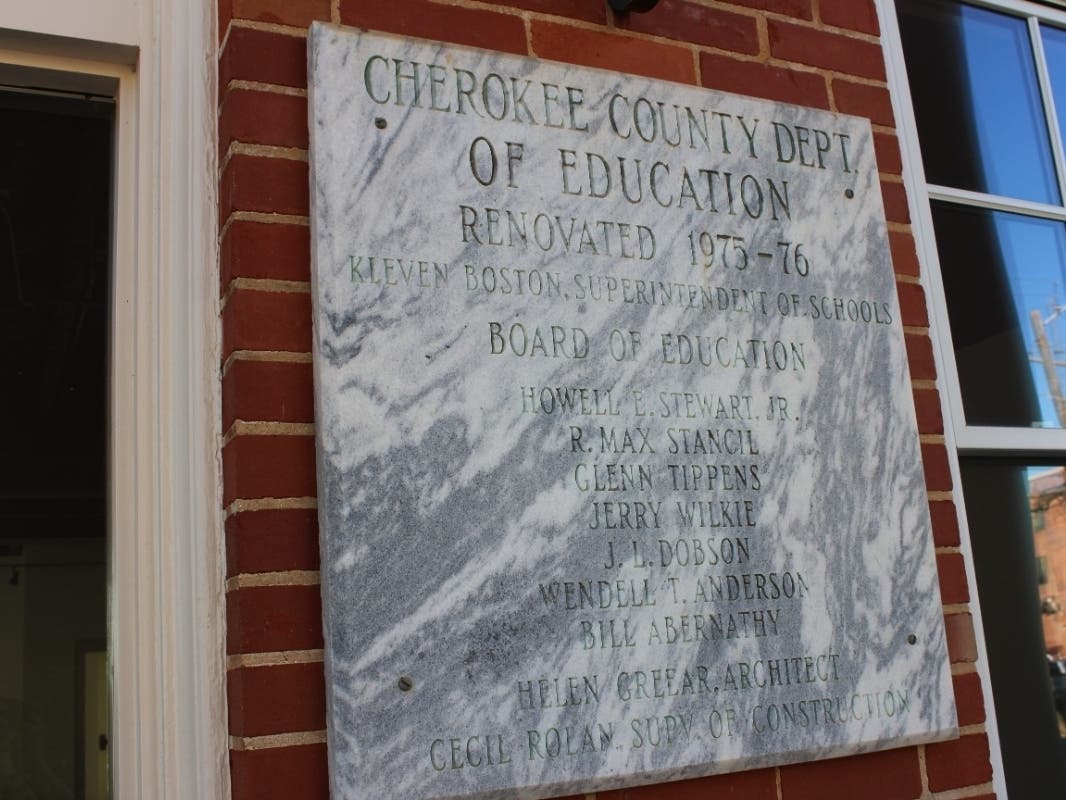 CHEROKEE COUNTY DEPT.
OF EDUCATION
RENOVATED 1975-76
KLEVEN BOSTON, SUPERINTENDENT OF SCHOOLS
BOARD OF EDUCATION
HOWELL E. STEWART, JR.
R. MAX STANCIL
GLENN TIPPENS
JERRY WILKIE
J. L. DOBSON
WENDELL T. ANDERSON
BILL ABERNATHY
HELEN GREEAR, ARCHITECT
CECIL ROLAN, SUPV. OF CONSTRUCTION